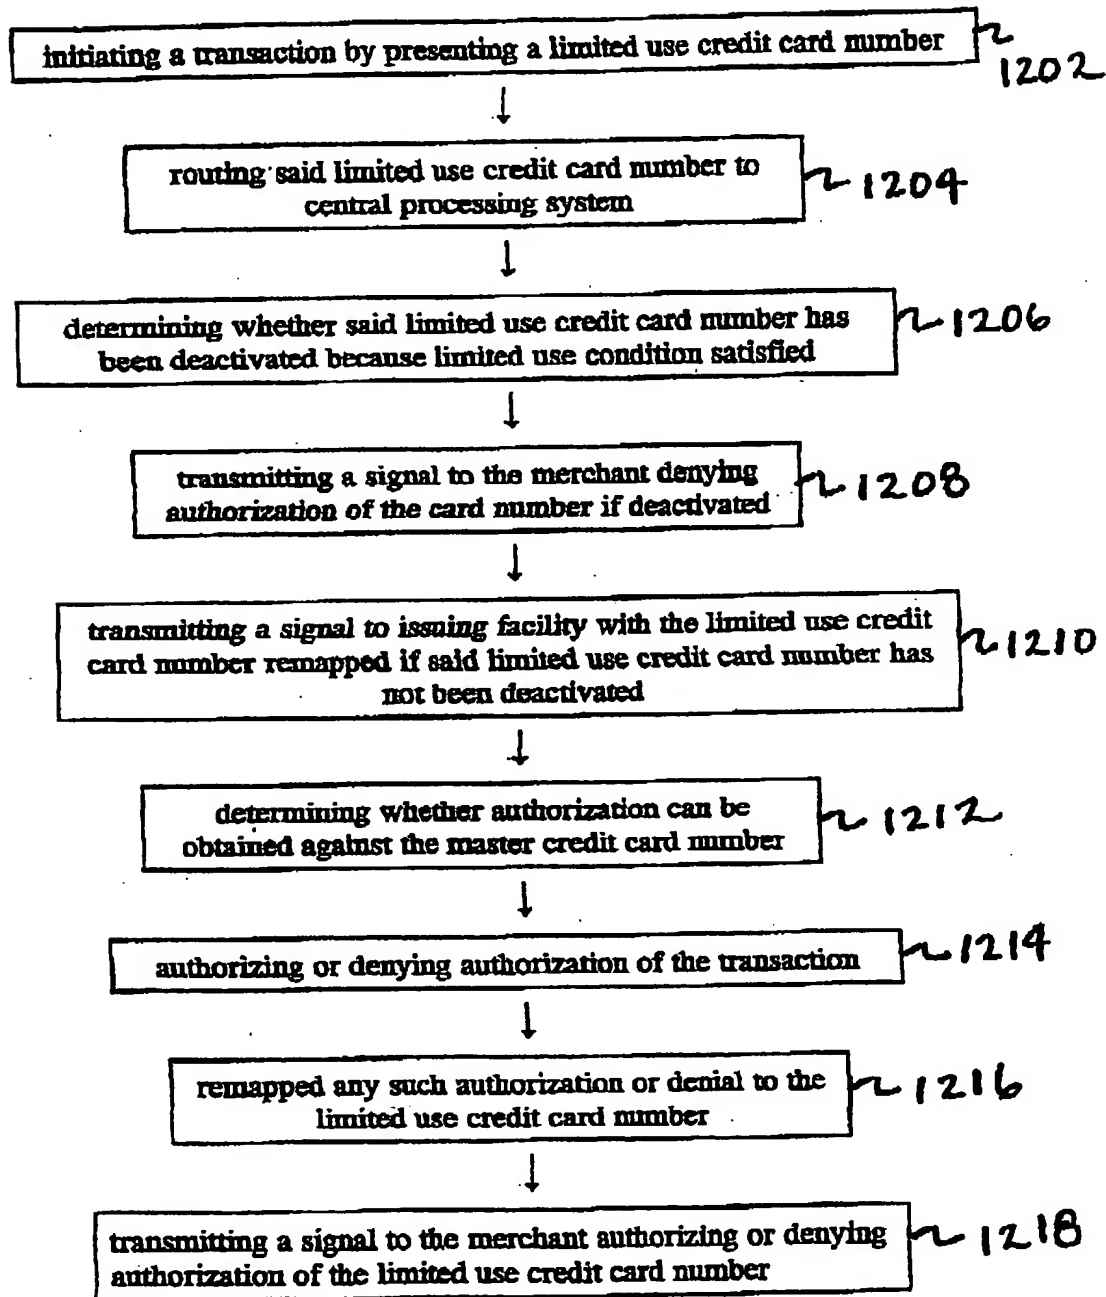 initiating a transaction by presenting a limited use credit card number
1202
routing said limited use credit card number to
central processing system
1204
determining whether said limited use credit card number has
been deactivated because limited use condition satisfied
1206
transmitting a signal to the merchant denying
authorization of the card number if deactivated
1208
transmitting a signal to issuing facility with the limited use credit
card number remapped if said limited use credit card number has
not been deactivated
1210
determining whether authorization can be
obtained against the master credit card number
1212
authorizing or denying authorization of the transaction
1214
remapped any such authorization or denial to the
limited use credit card number
1216
transmitting a signal to the merchant authorizing or denying
authorization of the limited use credit card number
1218